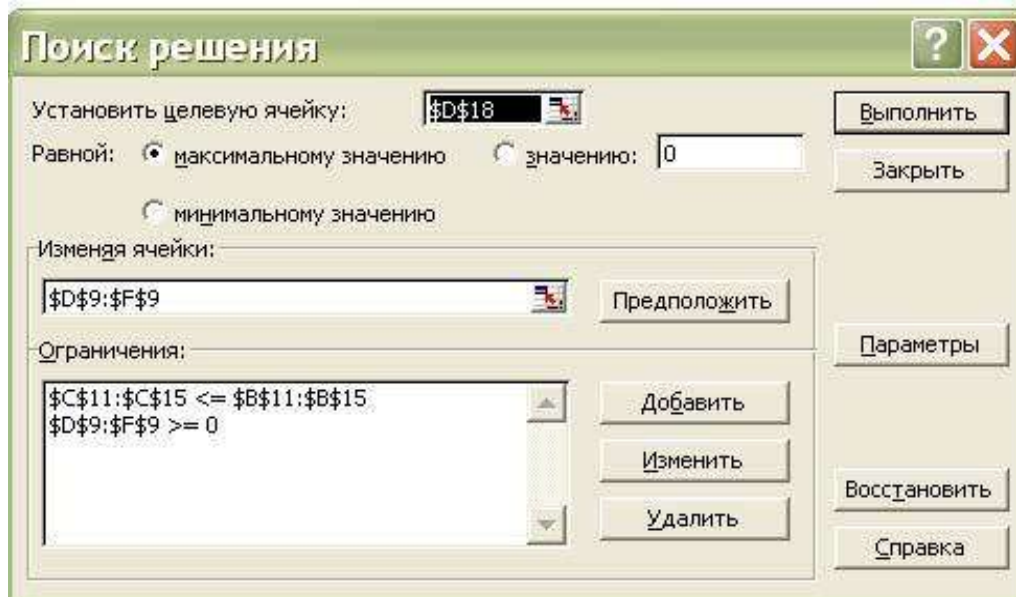 Поиск решения
Установить целевую ячейку: $D$18
Выполнить
Равной: максимальному значению значению: 0
Закрыть
минимальному значению
Изменяя ячейки:
$D$9:$F$9
Предположить
Ограничения:
Параметры
$C$11:$C$15 <= $B$11:$B$15
$D$9:$F$9 >= 0
Добавить
Изменить
Восстановить
Удалить
Справка